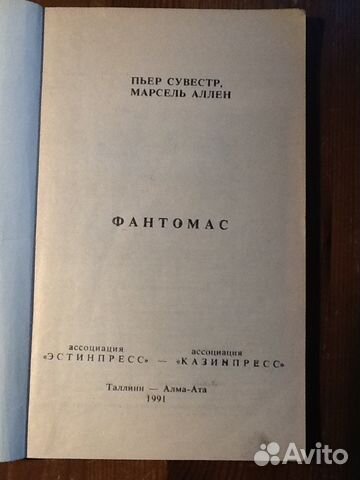 ПЬЕР СУВЕСТР,
МАРСЕЛЬ АЛЛЕН
ФАНТОМАС
ассоциация ассоциация
«ЭСТИНПРЕСС» — «КАЗИНПРЕСС»
Таллинн — Алма-Ата
1991
Avito